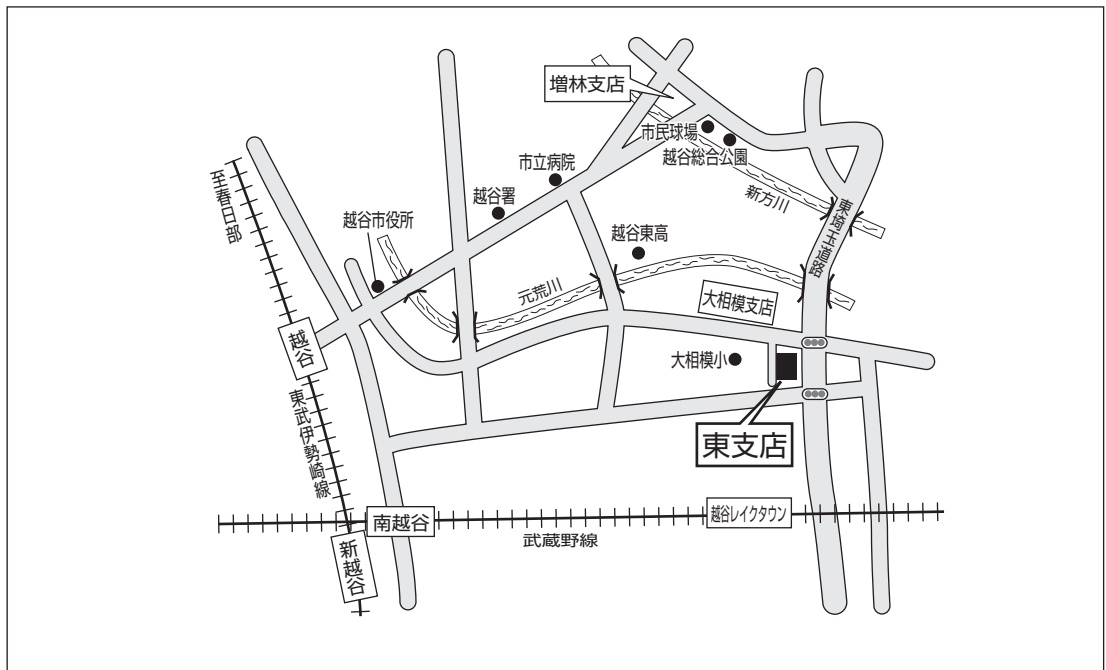 増林支店
市民球場
越谷総合公園
市立病院
越谷署
越谷市役所
至春日部
新方川
東埼玉道路
越谷東高
元荒川
大相模支店
大相模小
越谷
東武伊勢崎線
東支店
南越谷
越谷レイクタウン
武蔵野線
新越谷